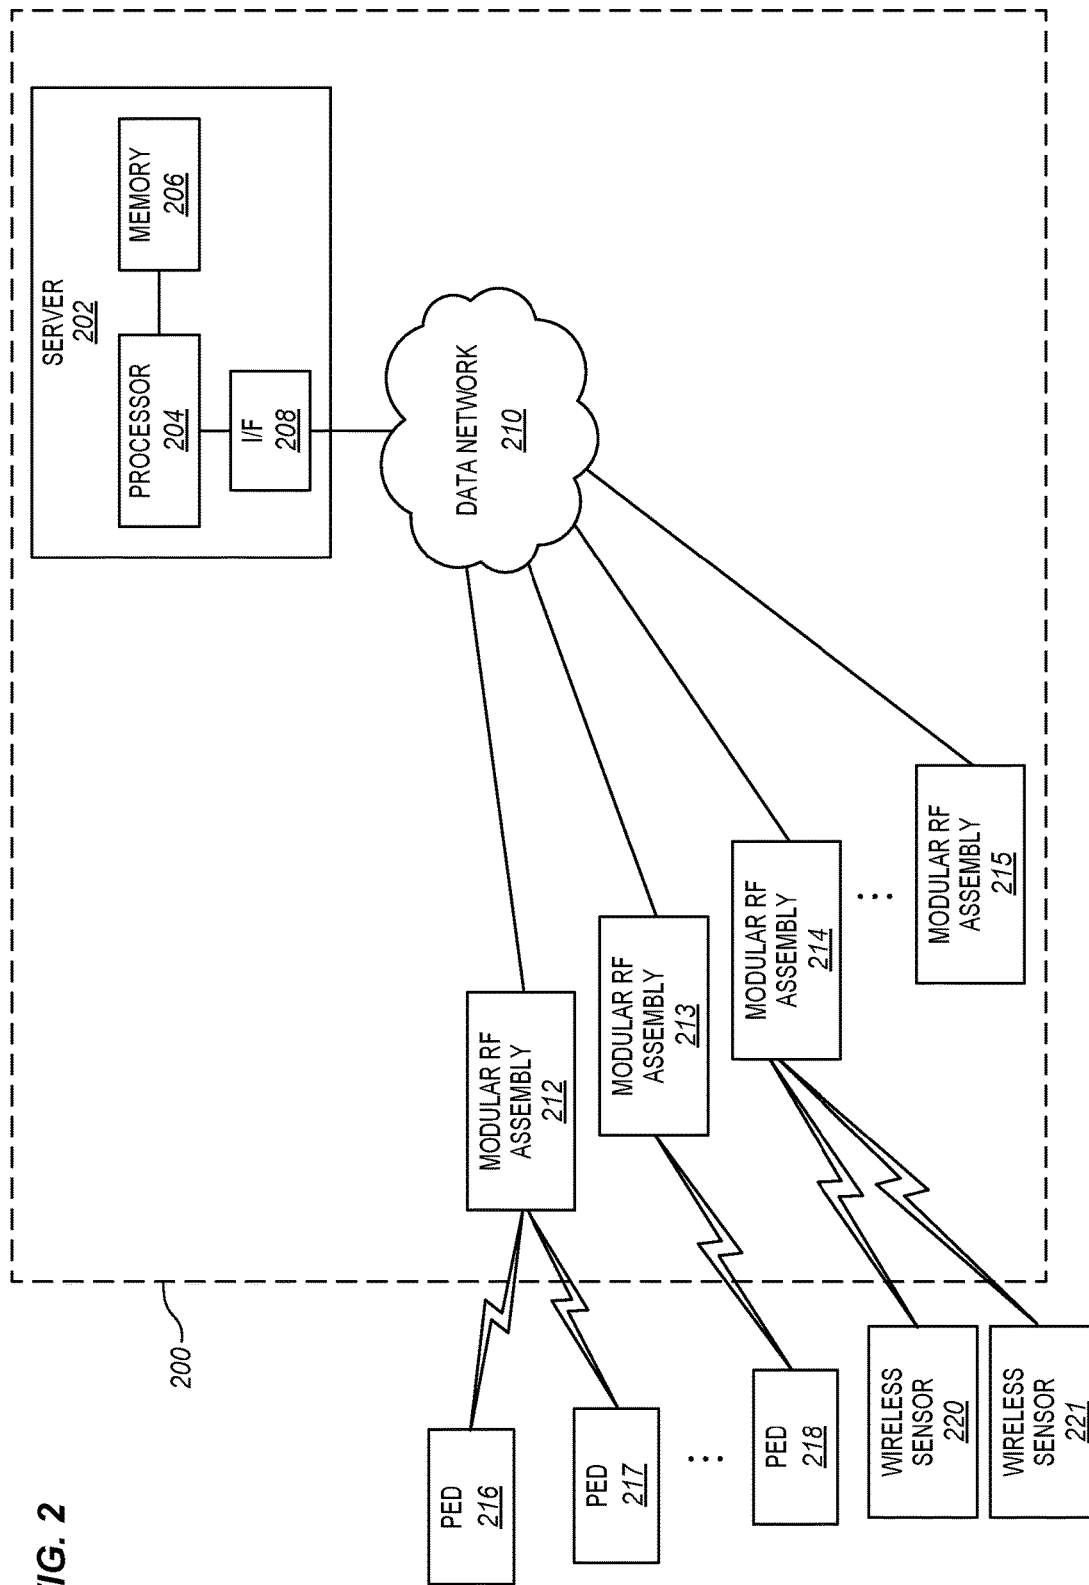 FIG. 2
200
SERVER
202
PROCESSOR
204
MEMORY
206
I/F
208
DATA NETWORK
210
MODULAR RF
ASSEMBLY
212
MODULAR RF
ASSEMBLY
213
MODULAR RF
ASSEMBLY
214
MODULAR RF
ASSEMBLY
215
PED
216
PED
217
PED
218
WIRELESS
SENSOR
220
WIRELESS
SENSOR
221